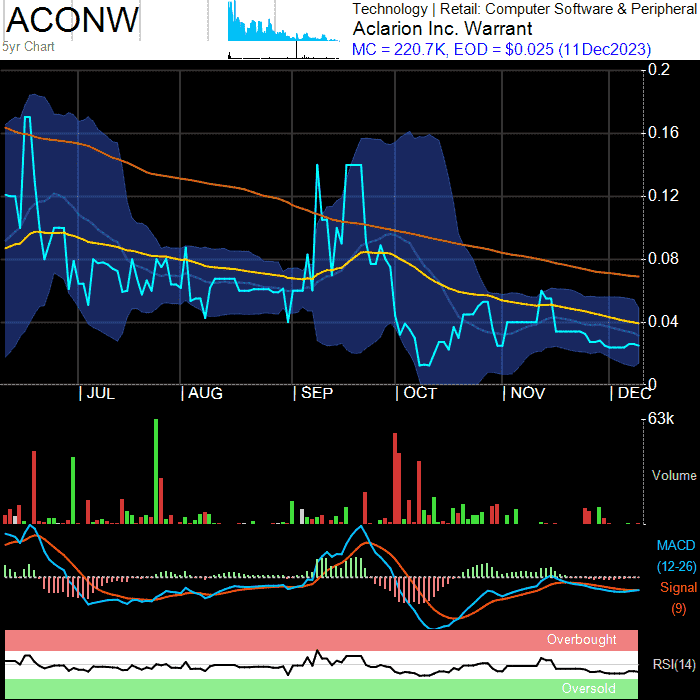 ACONW
5yr Chart
Technology | Retail: Computer Software & Peripheral
Aclarion Inc. Warrant
MC = 220.7K, EOD = $0.025 (11Dec2023)
0.2
0.16
0.12
0.08
0.04
0
| JUL | AUG | SEP | OCT | NOV | DEC
63k
Volume
MACD
(12-26)
Signal
(9)
Overbought
RSI(14)
Oversold